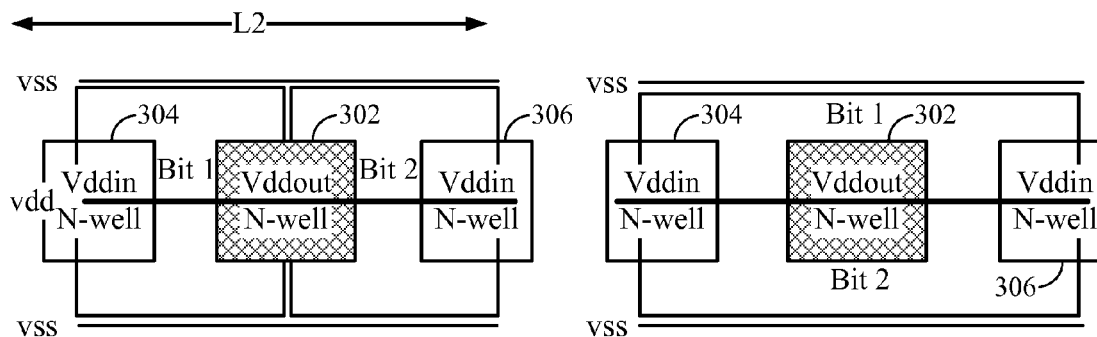 L2
vss
vss
304
302
306
304
Bit 1
302
Bit 1
Bit 2
Vddin
Vddout
Vddin
Vddin
Vddout
Vddin
vdd
N-well
N-well
N-well
N-well
N-well
N-well
Bit 2
306
vss
vss